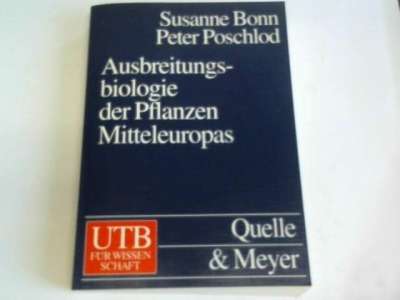 Susanne Bonn
Peter Poschlod
Ausbreitungs-
biologie
der Pflanzen
Mitteleuropas
UTB
FÜR WISSEN
SCHAFT
Quelle
& Meyer